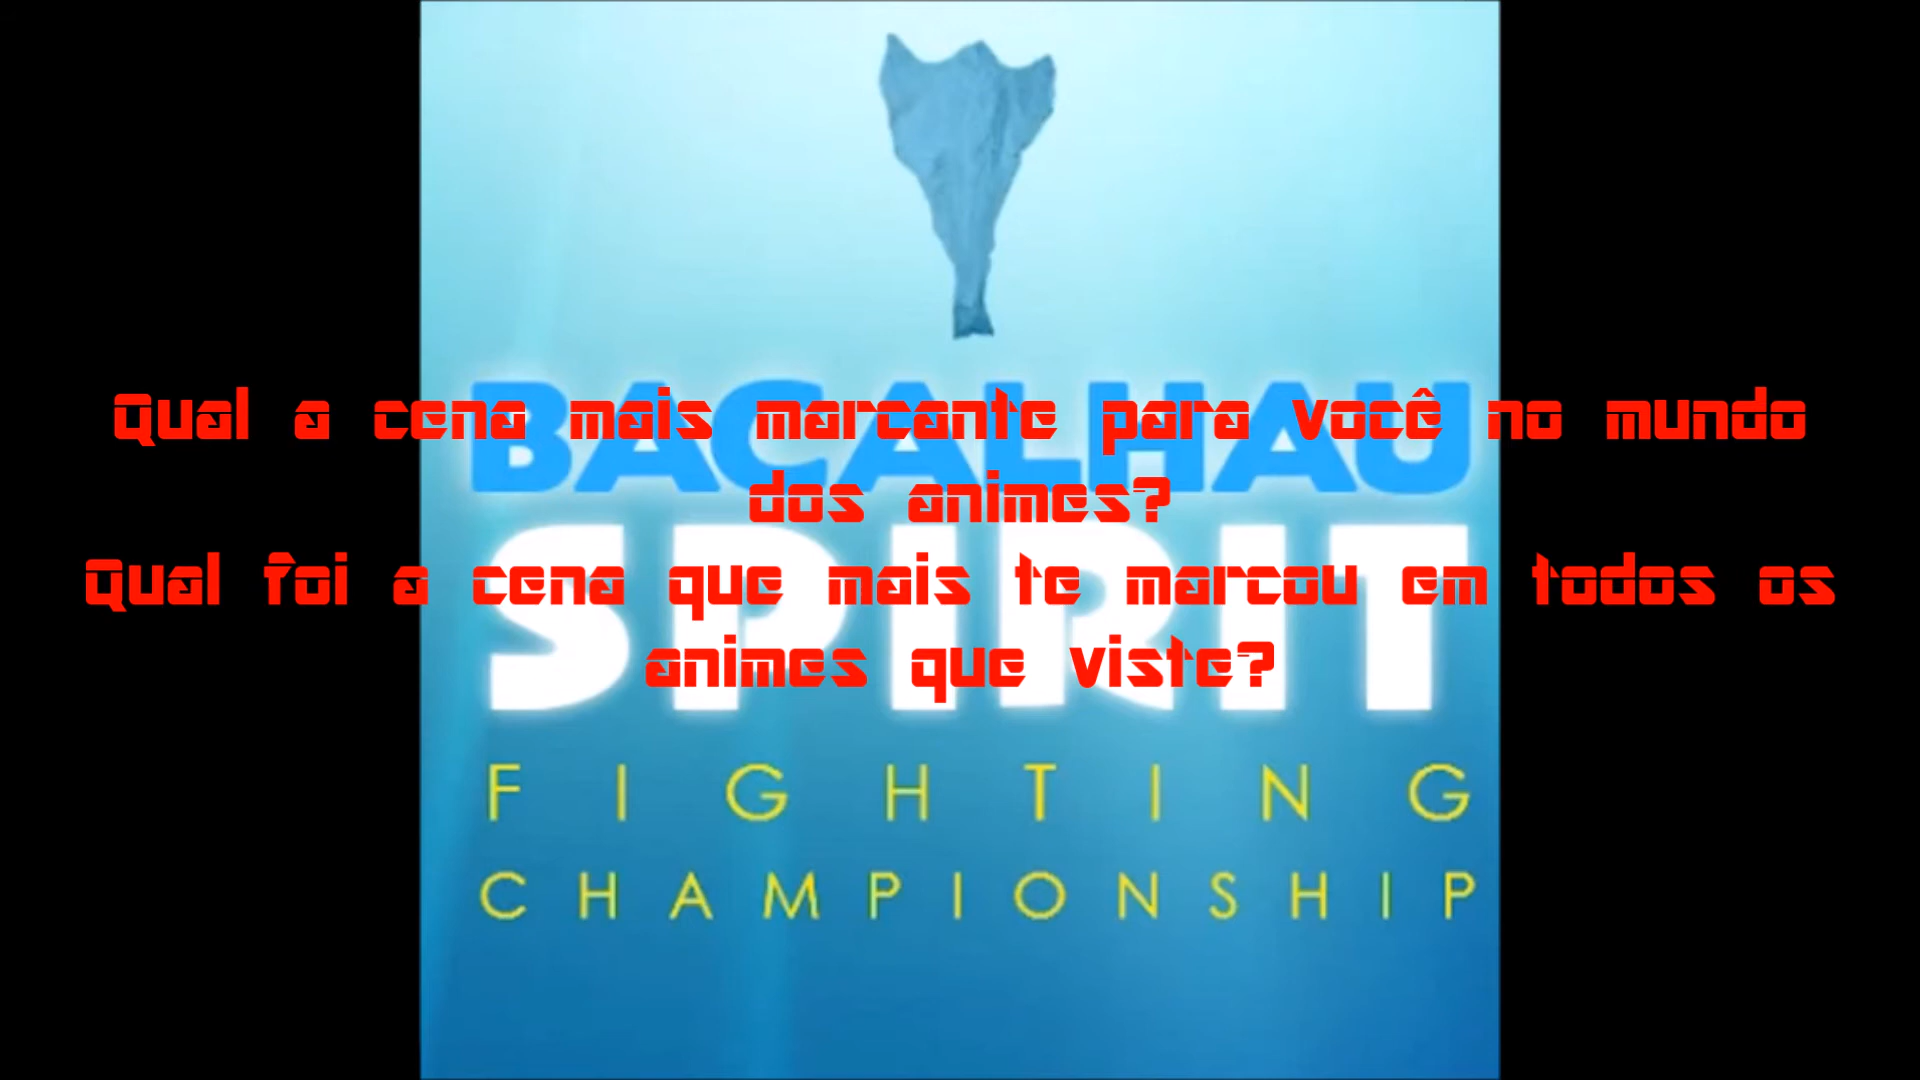 Qual a cena mais marcante para você no mundo
dos animes?
Qual foi a cena que mais te marcou em todos os
animes que viste?
BACALHAU
SPIRIT
FIGHTING
CHAMPIONSHIP